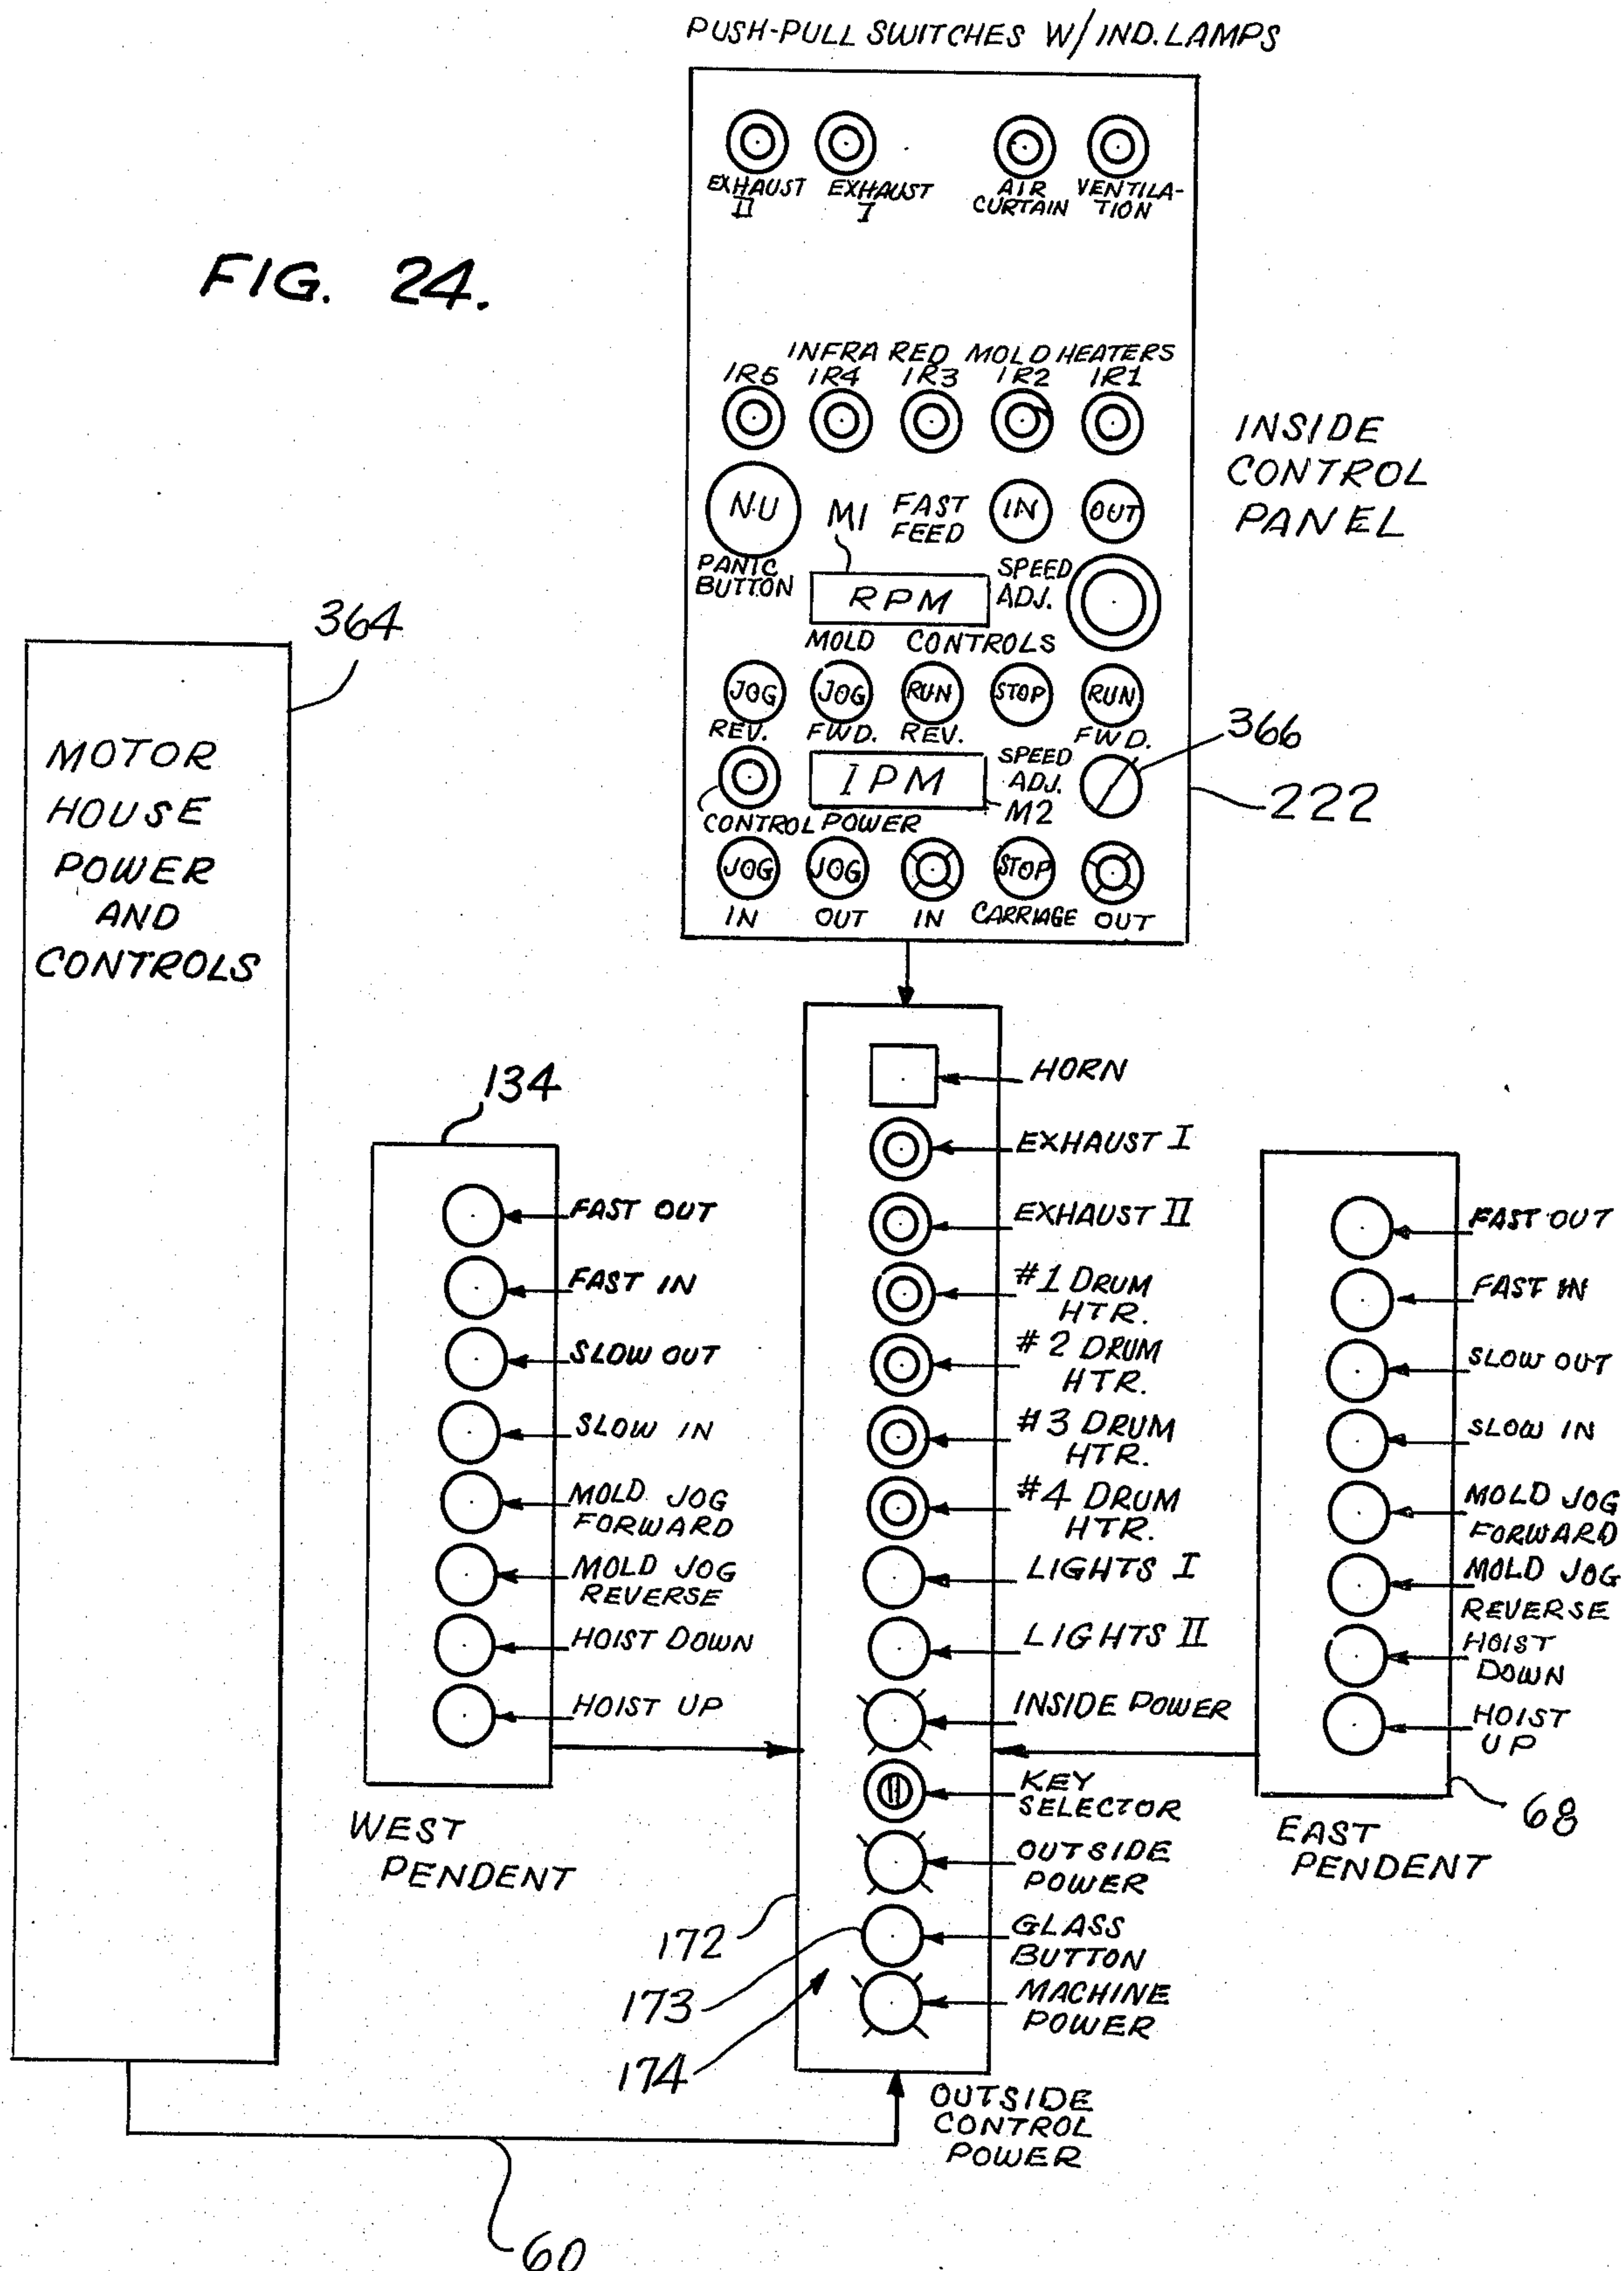 PUSH-PULL SWITCHES W/IND. LAMPS
EXHAUST II
EXHAUST I
AIR CURTAIN
VENTILA-TION
FIG. 24.
INFRA RED MOLD HEATERS
IR5 IR4 IR3 IR2 IR1
INSIDE
CONTROL
PANEL
N.U
M1
FAST
FEED
IN
OUT
PANTC
BUTTON
RPM
SPEED
ADJ.
MOLD CONTROLS
JOG JOG RUN STOP RUN
REV. FWD. REV. FWD.
366
IPM
SPEED
ADJ.
M2
222
CONTROL POWER
JOG JOG STOP
IN OUT IN CARRIAGE OUT
364
MOTOR
HOUSE
POWER
AND
CONTROLS
134
FAST OUT
FAST IN
SLOW OUT
SLOW IN
MOLD JOG
FORWARD
MOLD JOG
REVERSE
HOIST DOWN
HOIST UP
WEST
PENDENT
HORN
EXHAUST I
EXHAUST II
#1 DRUM
HTR.
#2 DRUM
HTR.
#3 DRUM
HTR.
#4 DRUM
HTR.
LIGHTS I
LIGHTS II
INSIDE POWER
KEY
SELECTOR
OUTSIDE
POWER
GLASS
BUTTON
MACHINE
POWER
172
173
174
OUTSIDE
CONTROL
POWER
FAST OUT
FAST IN
SLOW OUT
SLOW IN
MOLD JOG
FORWARD
MOLD JOG
REVERSE
HOIST
DOWN
HOIST
UP
68
EAST
PENDENT
60